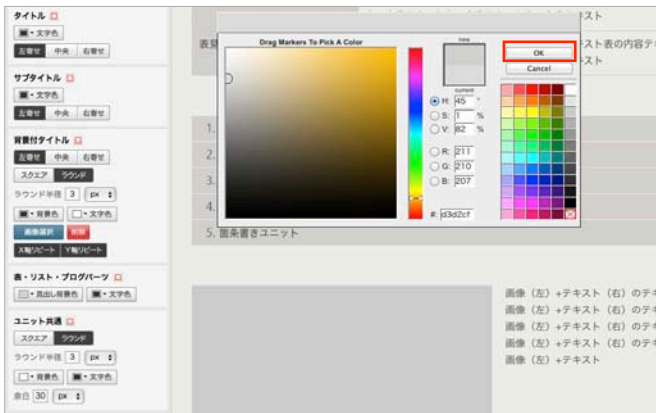 タイトル
・文字色
左寄せ 中央 右寄せ
サブタイトル
・文字色
左寄せ 中央 右寄せ
背景付タイトル
左寄せ 中央 右寄せ
スクエア ラウンド
ラウンド半径 3 px
・背景色 ・文字色
画像選択 削除
X軸リピート Y軸リピート
表・リスト・ブログパーツ
・見出し背景色 ・文字色
ユニット共通
スクエア ラウンド
ラウンド半径 3 px
・背景色 ・文字色
余白 30 px
スト
表見
スト表の内容テキ
スト
Drag Markers To Pick A Color
new
current
OK
Cancel
H: 45 °
S: 1 %
V: 82 %
R: 211
G: 210
B: 207
#: d3d2cf
1.
2.
3.
4.
5. 箇条書きユニット
画像（左）+テキスト（右）のテキ
画像（左）+テキスト（右）のテキ
画像（左）+テキスト（右）のテキ
画像（左）+テキスト（右）のテキ
画像（左）+テキスト